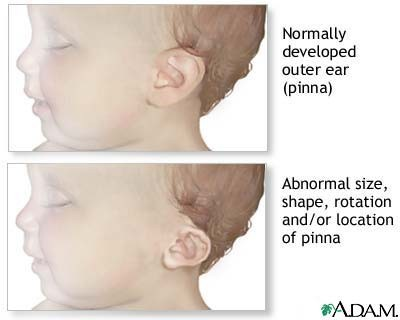 Normally
developed
outer ear
(pinna)
Abnormal size,
shape, rotation
and/or location
of pinna
A.D.A.M.